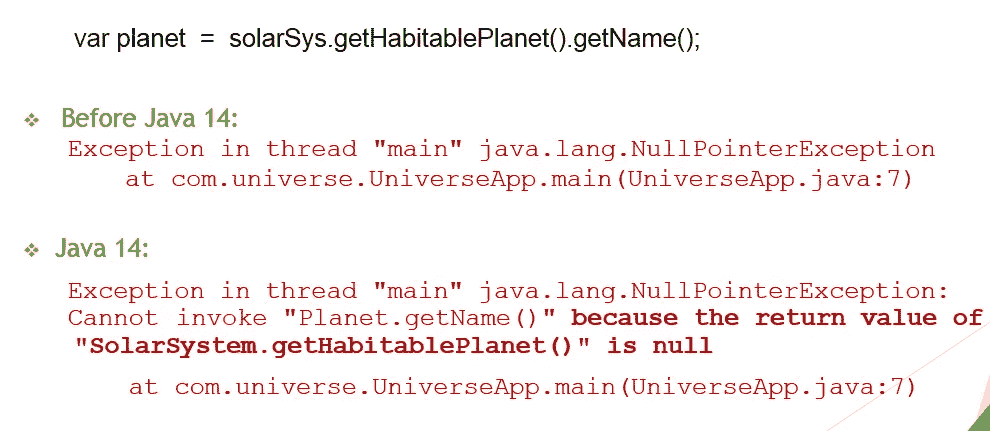 var planet = solarSys.getHabitablePlanet().getName();
❖ Before Java 14:
Exception in thread "main" java.lang.NullPointerException
at com.universe.UniverseApp.main(UniverseApp.java:7)
❖ Java 14:
Exception in thread "main" java.lang.NullPointerException:
Cannot invoke "Planet.getName()" because the return value of
"SolarSystem.getHabitablePlanet()" is null
at com.universe.UniverseApp.main(UniverseApp.java:7)